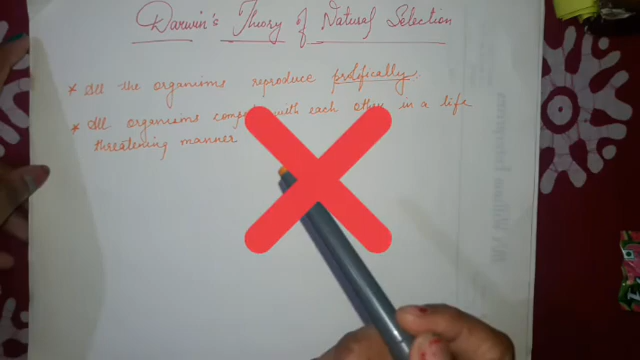 Darwin's Theory of Natural Selection
* All the organisms reproduce prolifically.
* All organisms compete with each other in a life
threatening manner